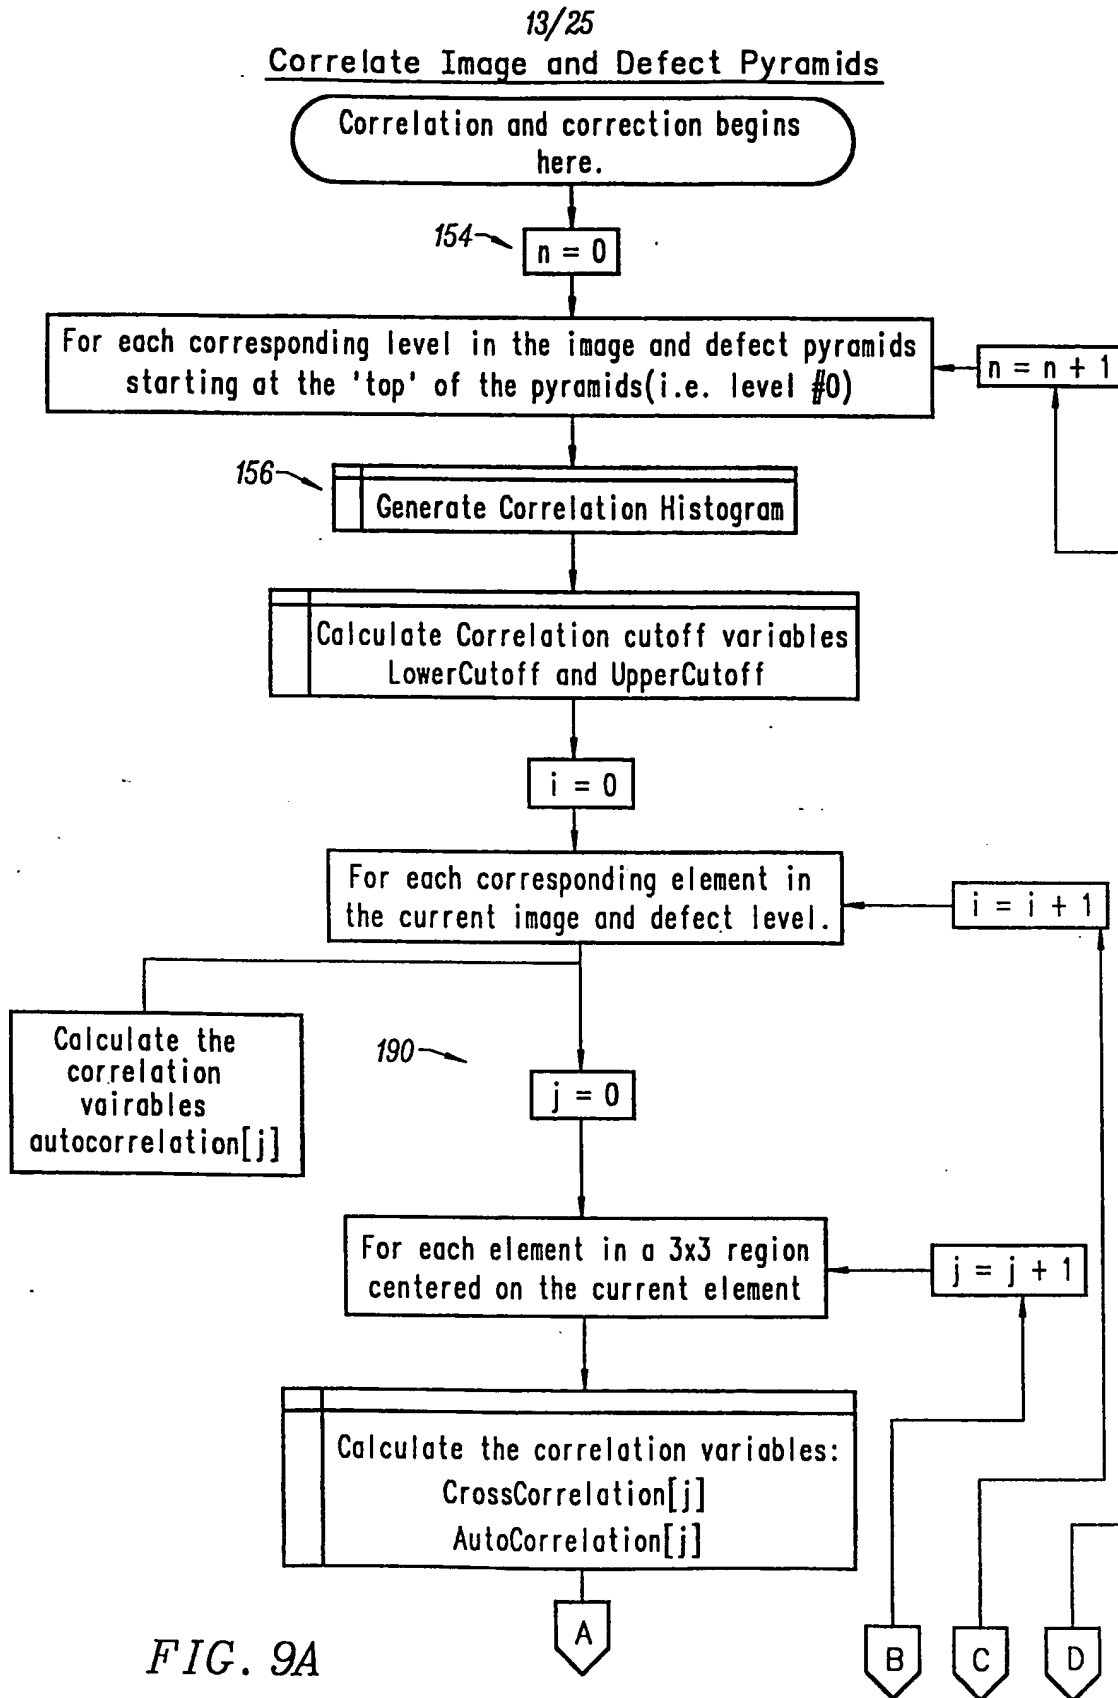 13/25
Correlate Image and Defect Pyramids
Correlation and correction begins
here.
154
n = 0
For each corresponding level in the image and defect pyramids
starting at the 'top' of the pyramids(i.e. level #0)
n = n + 1
156
Generate Correlation Histogram
Calculate Correlation cutoff variables
LowerCutoff and UpperCutoff
i = 0
For each corresponding element in
the current image and defect level.
i = i + 1
Calculate the
correlation
vairables
autocorrelation[j]
190
j = 0
For each element in a 3x3 region
centered on the current element
j = j + 1
Calculate the correlation variables:
CrossCorrelation[j]
AutoCorrelation[j]
A
B
C
D
FIG. 9A